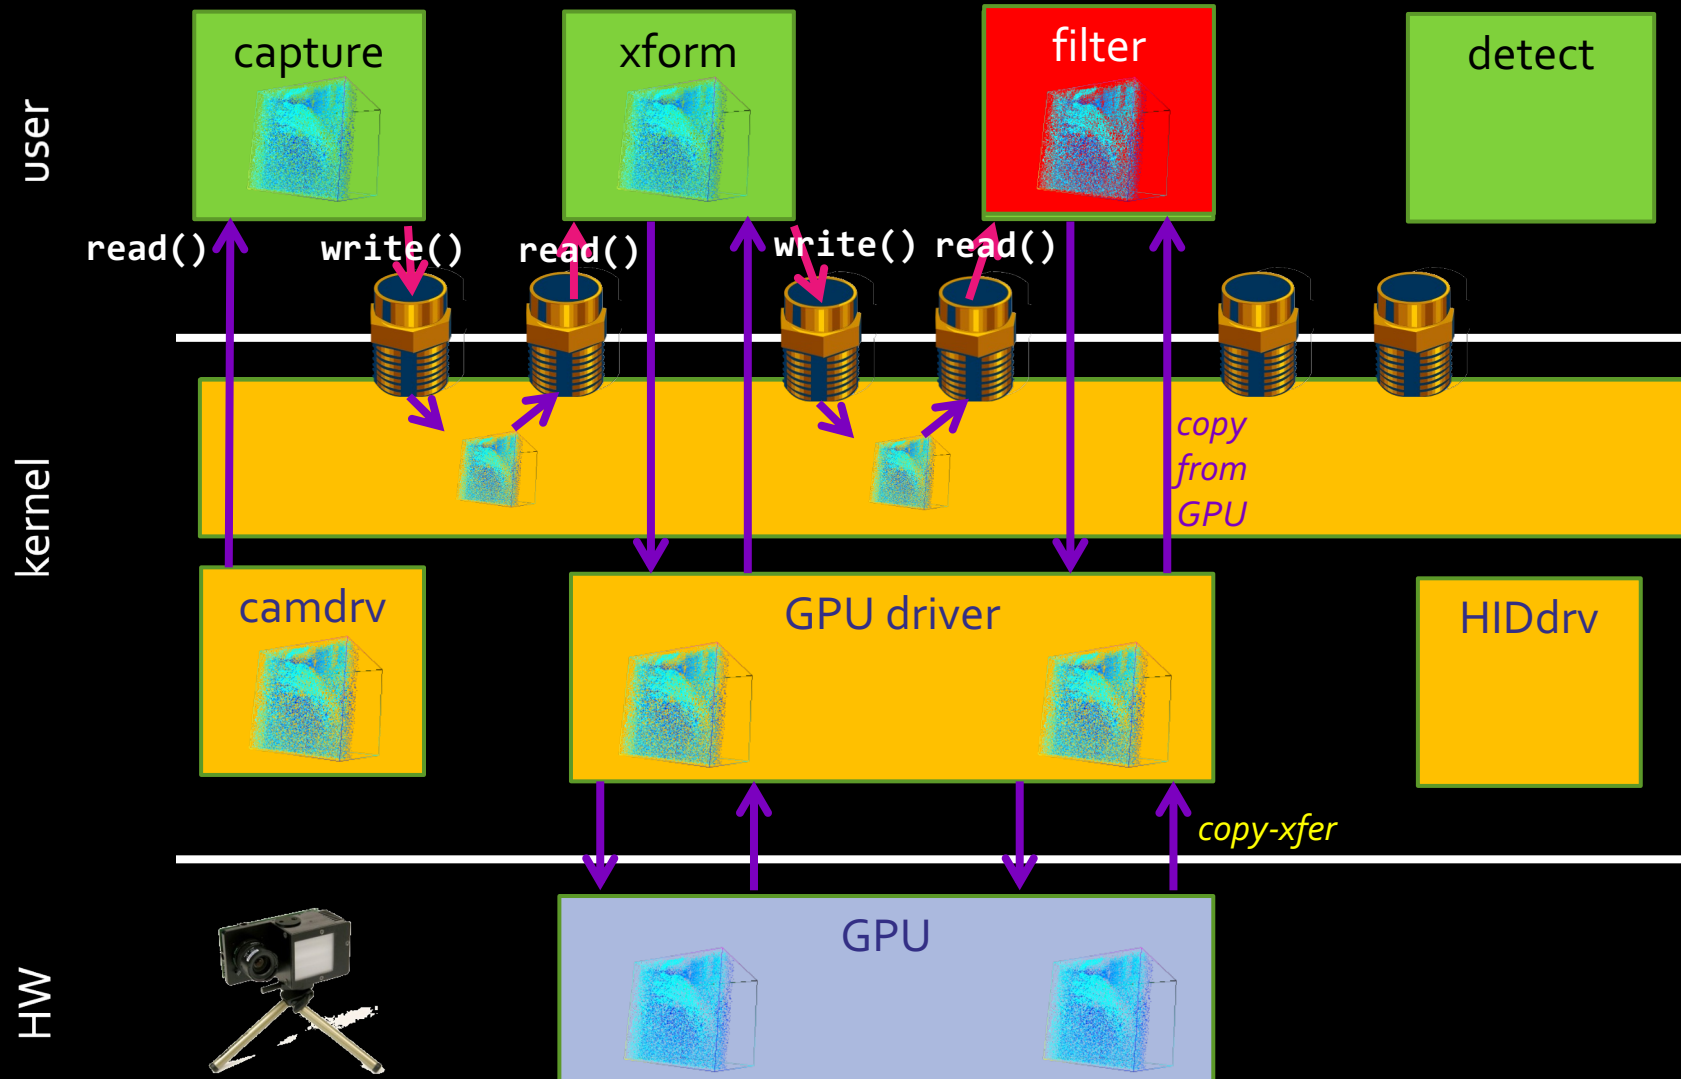 user
capture
xform
filter
detect
read()
write()
read()
write()
read()
kernel
copy
from
GPU
camdrv
GPU driver
HIDdrv
copy-xfer
HW
GPU